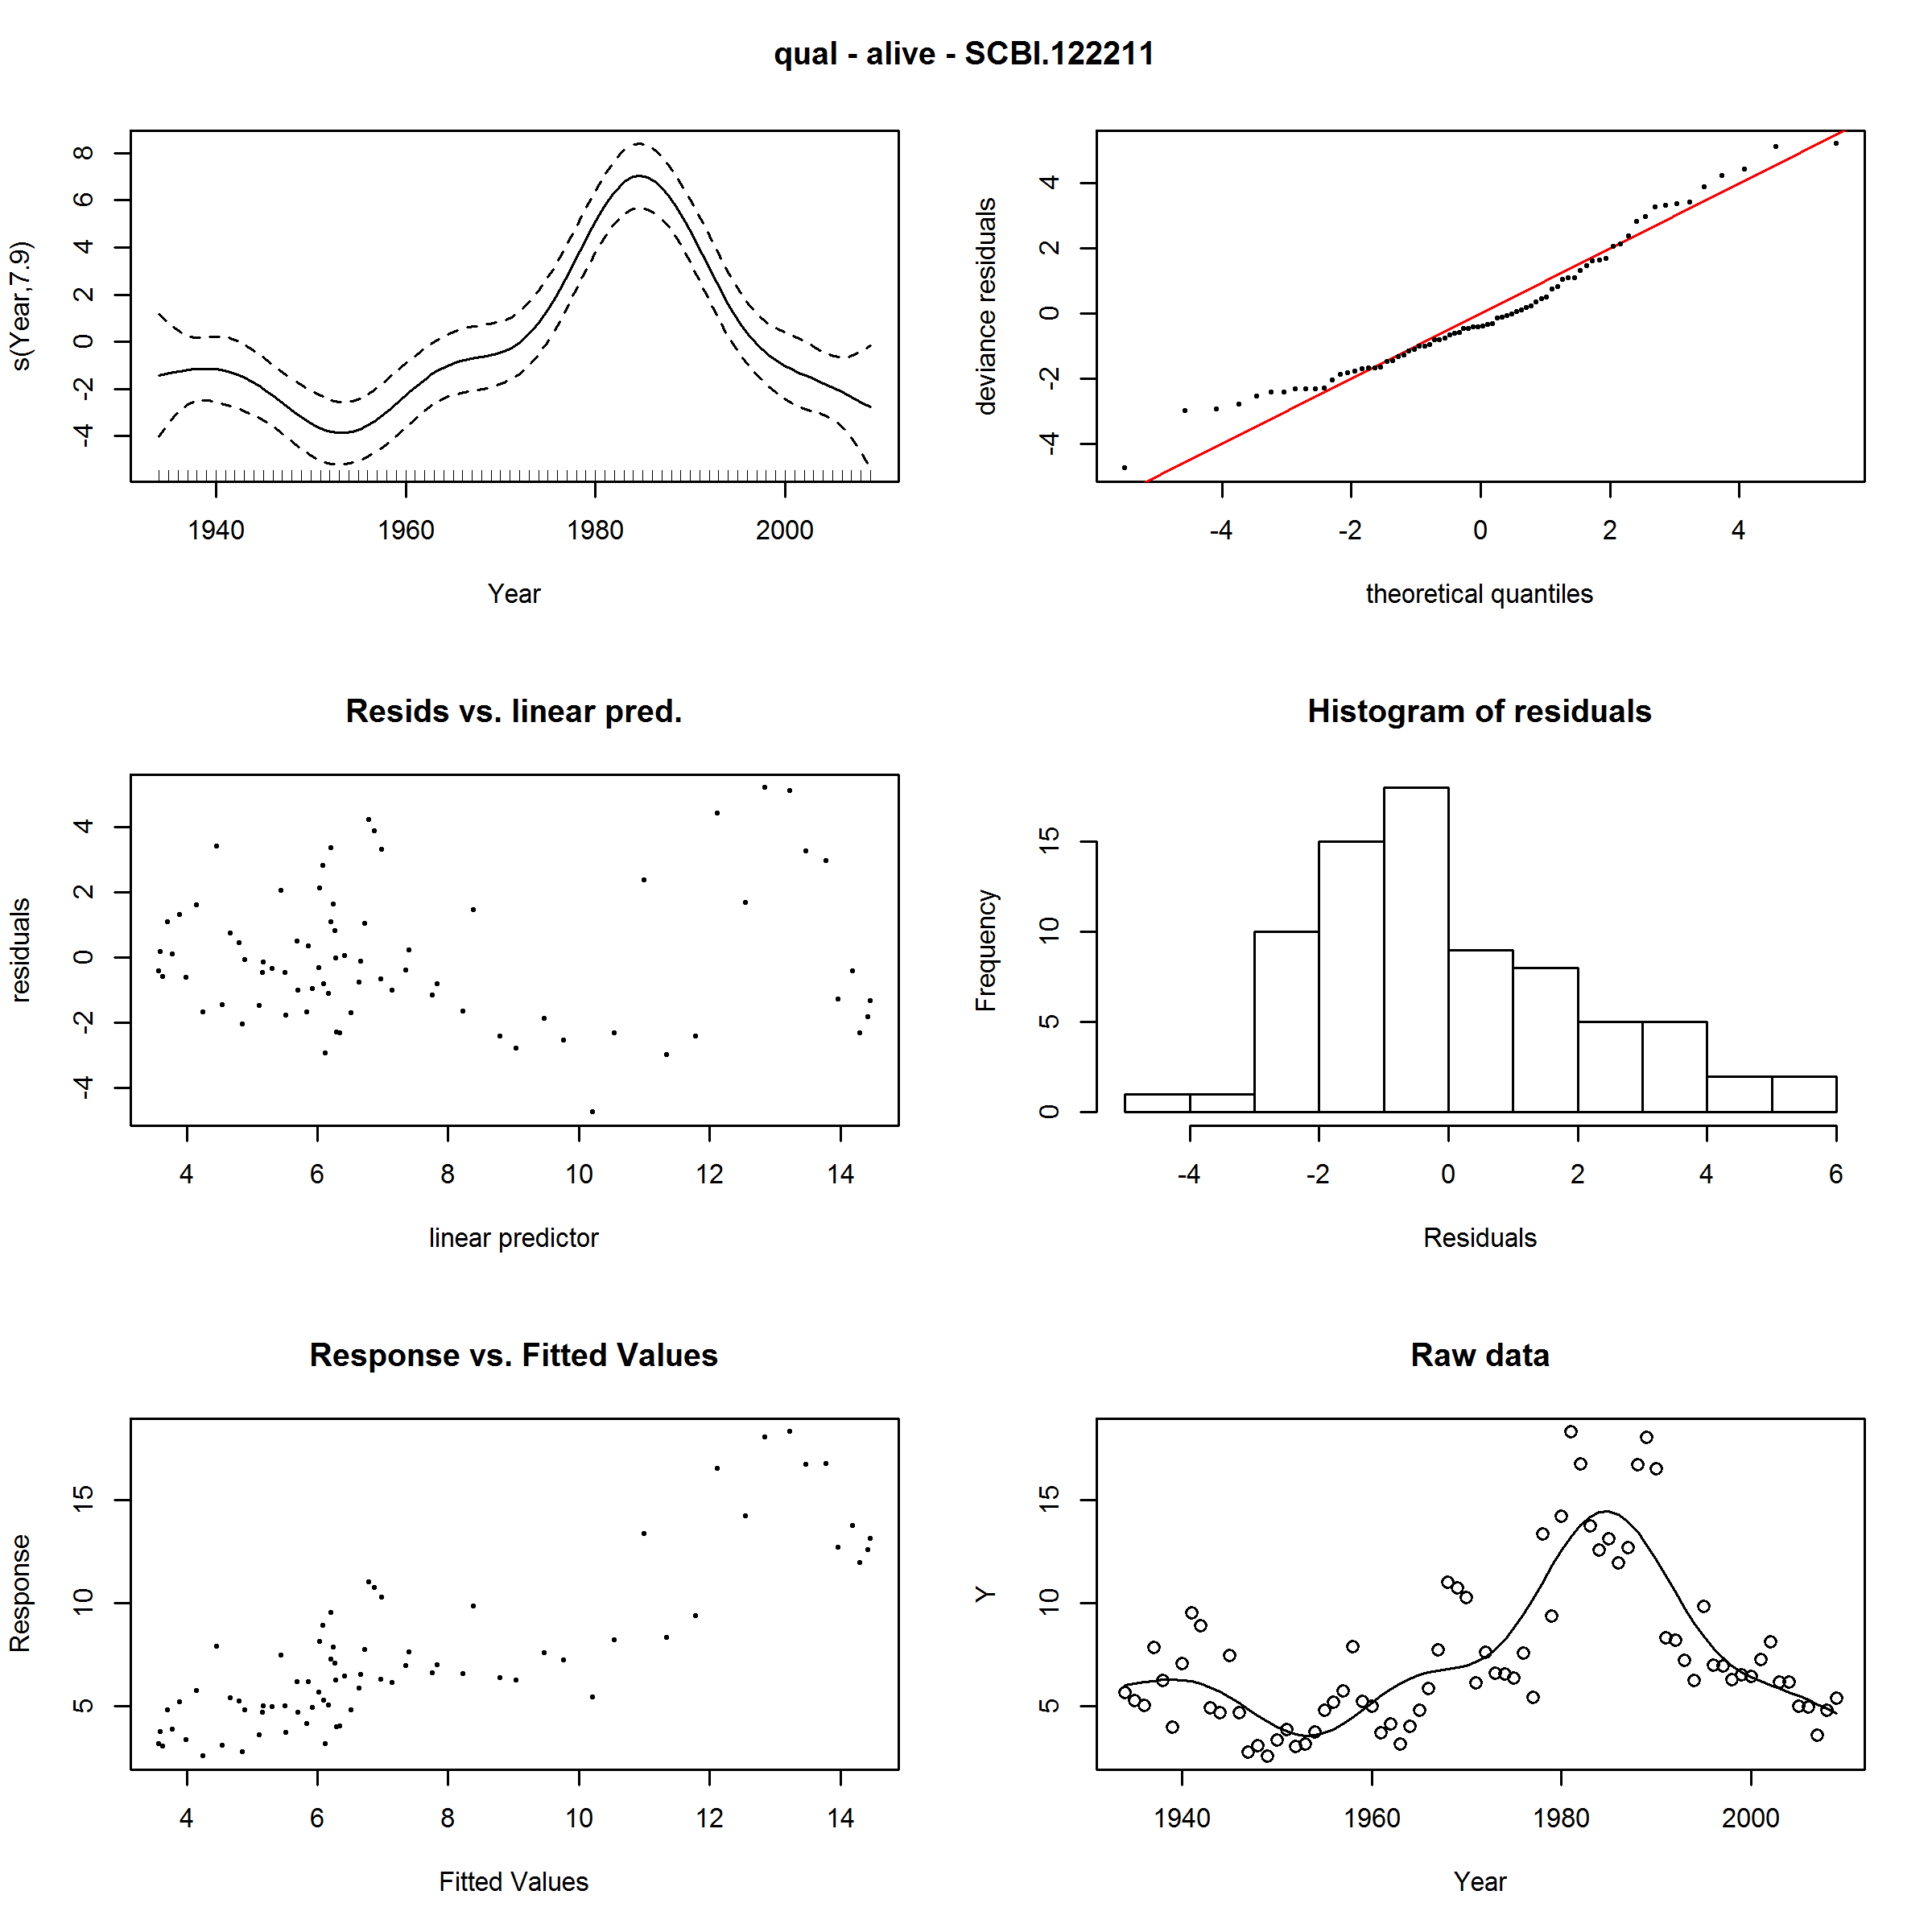 qual - alive - SCBI.122211
s(Year,7.9)
8
6
4
2
0
-2
-4
1940 1960 1980 2000
Year
deviance residuals
4
2
0
-2
-4
-4 -2 0 2 4
theoretical quantiles
Resids vs. linear pred.
residuals
4
2
0
-2
-4
4 6 8 10 12 14
linear predictor
Histogram of residuals
Frequency
15
10
5
0
-4 -2 0 2 4 6
Residuals
Response vs. Fitted Values
Response
15
10
5
4 6 8 10 12 14
Fitted Values
Raw data
Y
15
10
5
1940 1960 1980 2000
Year